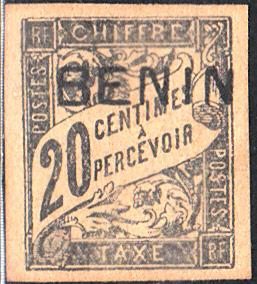 RF CHIFFRE RF
BENIN
POSTES
20 CENTIMES
À
PERCEVOIR
POSTES
RF TAXE RF